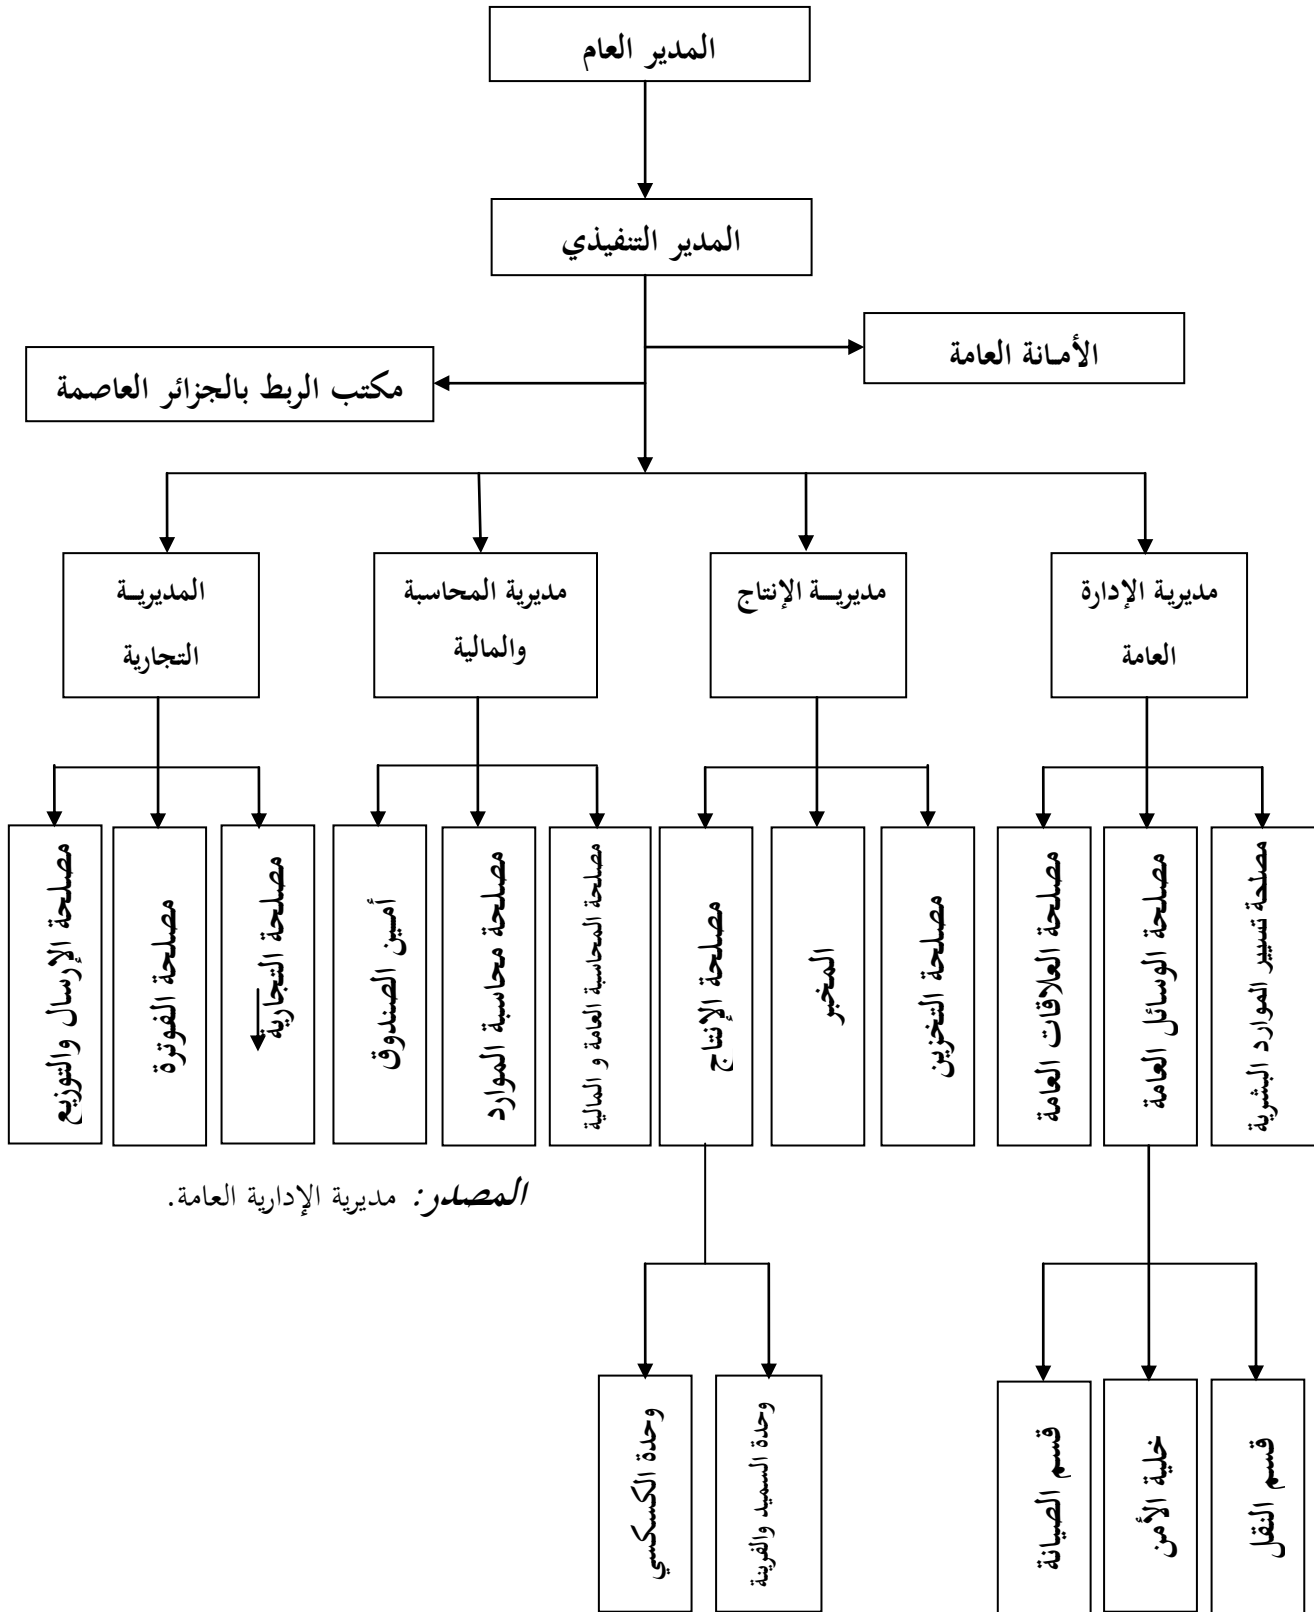 المدير العام
المدير التنفيذي
الأمـانة العامة
مكتب الربط بالجزائر العاصمة
مديرية الإدارة
العامة
مديريــة الإنتاج
مديرية المحاسبة
والمالية
المديريــة
التجارية
مصلحة تسيير الموارد البشرية
مصلحة الوسائل العامة
مصلحة العلاقات العامة
مصلحة التخزين
المخبر
مصلحة الإنتاج
مصلحة المحاسبة العامة و المالية
مصلحة محاسبة الموارد
أمـين الصندوق
مصلحة التجارية
مصلحة الفوترة
مصلحة الإرسال والتوزيع
المصدر: مديرية الإدارية العامة.
قسم النقل
خلية الأمن
قسم الصيانة
وحدة السميد والفرينة
وحدة الكسكسي